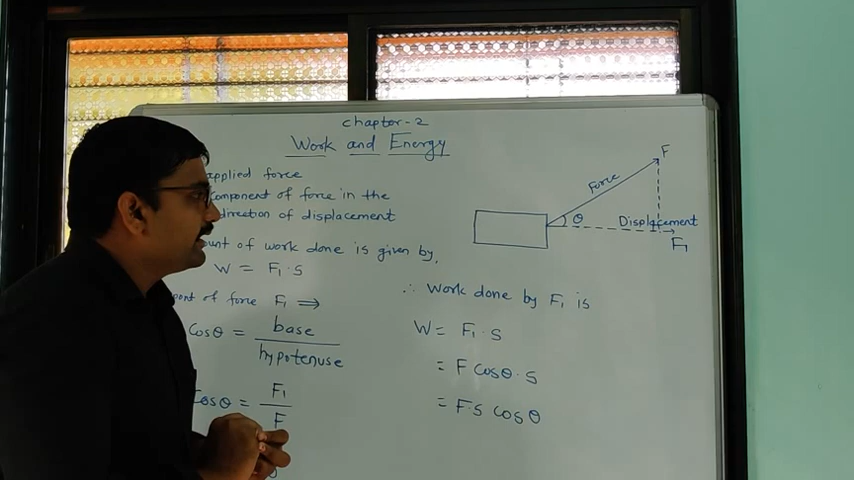 chapter-2
Work and Energy
applied force
component of force in the
direction of displacement
of work done is given by,
W = F₁·s
of force F₁ ⇒
Cosθ = base
hypotenuse
Cosθ = F₁
F
F
Force
θ
Displacement
F₁
∴ Work done by F₁ is
W = F₁·s
= F cosθ·s
= F·s cosθ